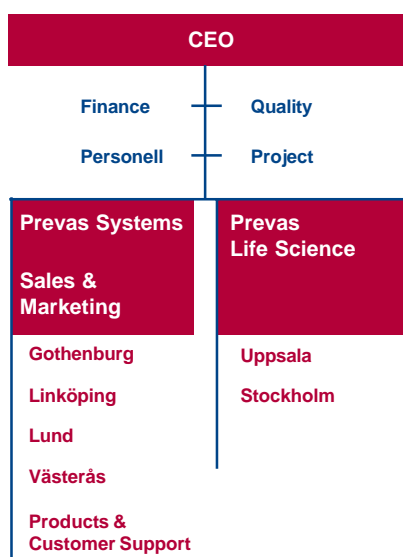 CEO
Finance
Quality
Personell
Project
Prevas Systems
Sales &
Marketing
Prevas
Life Science
Gothenburg
Linköping
Lund
Västerås
Products &
Customer Support
Uppsala
Stockholm